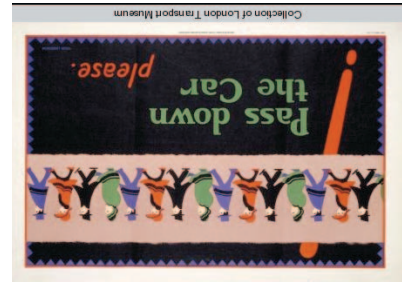 Pass down
the Car
please.
Collection of London Transport Museum